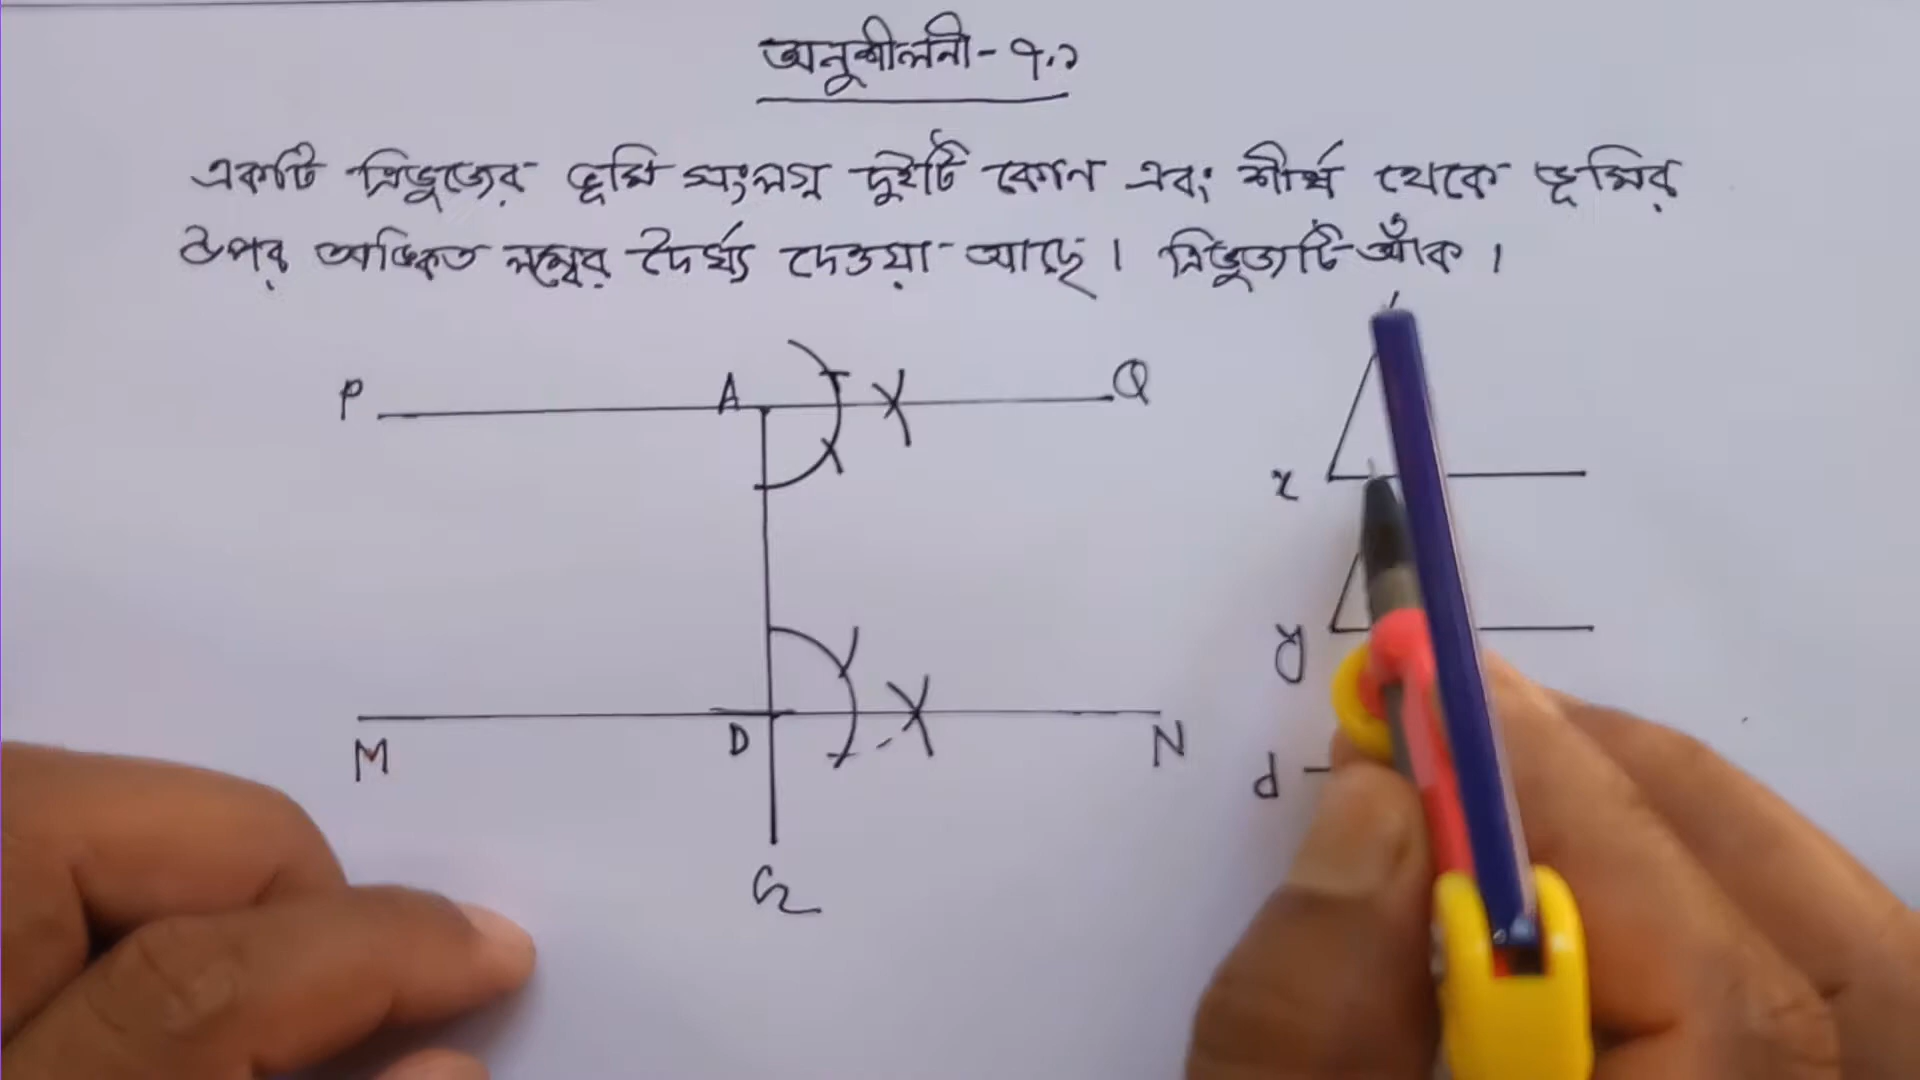 অনুশীলনী - ৭.১
একটি ত্রিভুজের ভূমি সংলগ্ন দুইটি কোন এবং শীর্ষ থেকে ভূমির
উপর অঙ্কিত লম্বের দৈর্ঘ্য দেওয়া আছে। ত্রিভুজটি আঁক।
P A Q
x
y
M D N
d